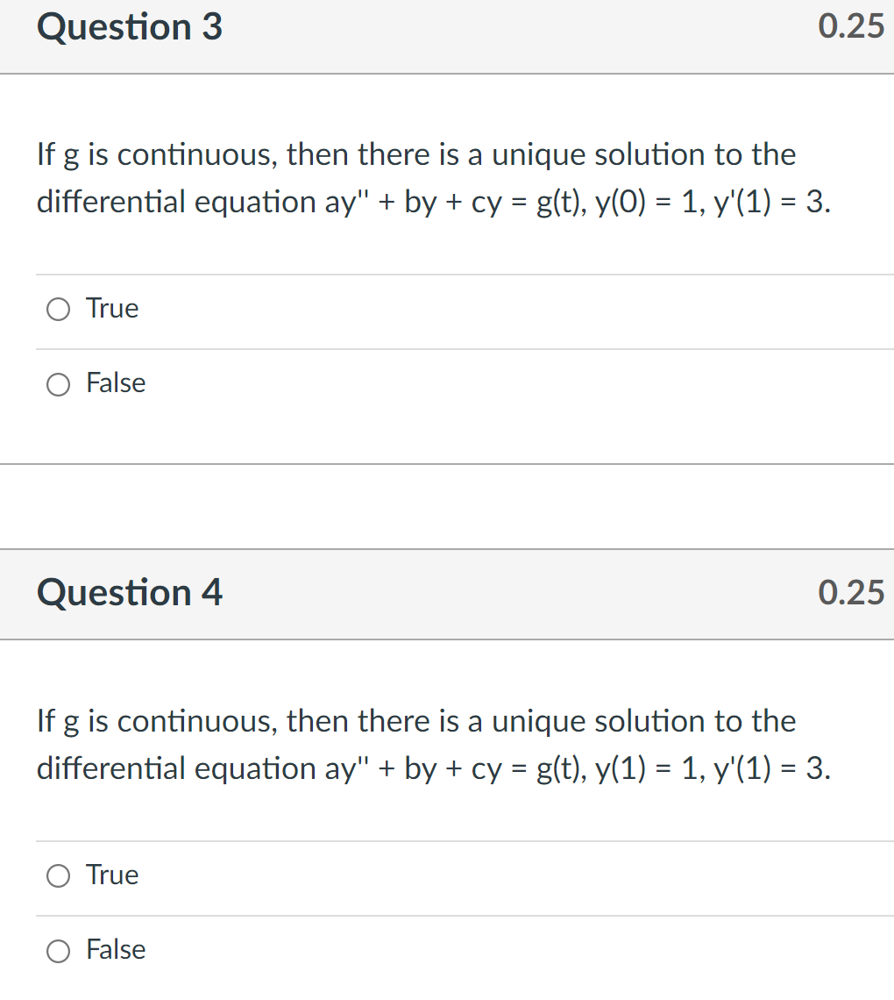 Question 3
0.25
If g is continuous, then there is a unique solution to the
differential equation ay" + by + cy = g(t), y(0) = 1, y'(1) = 3.
True
False
Question 4
0.25
If g is continuous, then there is a unique solution to the
differential equation ay" + by + cy = g(t), y(1) = 1, y'(1) = 3.
True
False